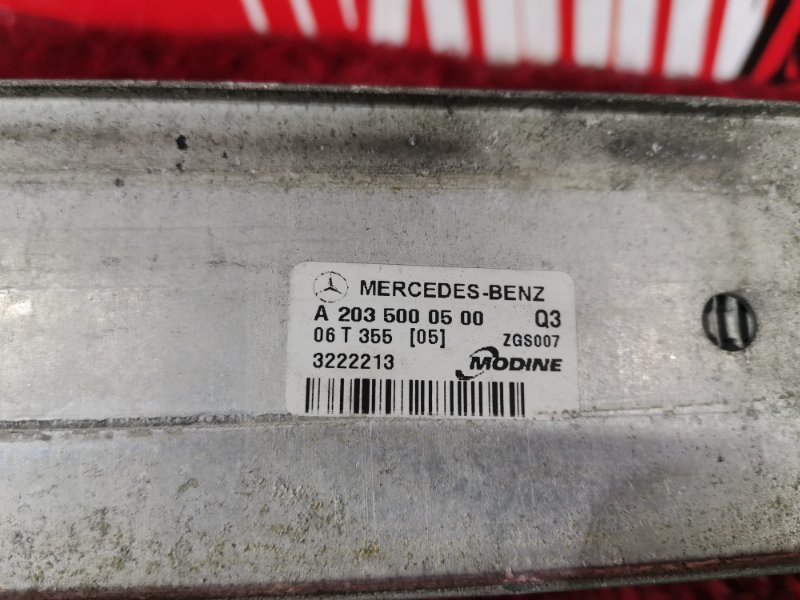 MERCEDES-BENZ
A 203 500 05 00 Q3
06 T 355 [05] ZGS007
3222213 MODINE